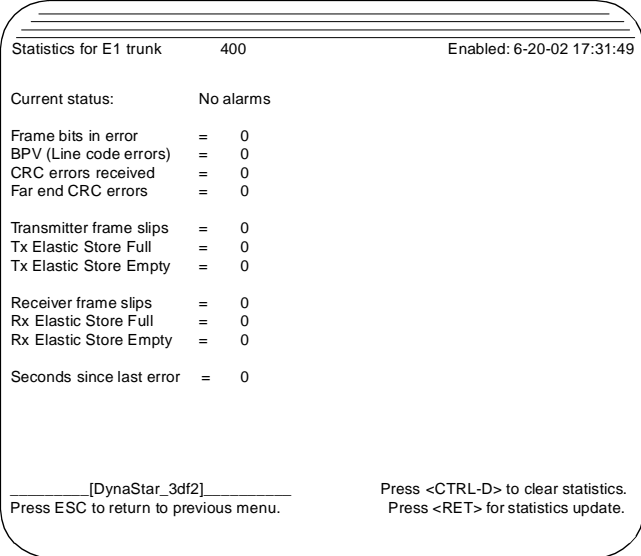 Statistics for E1 trunk 400 Enabled: 6-20-02 17:31:49
Current status: No alarms
Frame bits in error = 0
BPV (Line code errors) = 0
CRC errors received = 0
Far end CRC errors = 0
Transmitter frame slips = 0
Tx Elastic Store Full = 0
Tx Elastic Store Empty = 0
Receiver frame slips = 0
Rx Elastic Store Full = 0
Rx Elastic Store Empty = 0
Seconds since last error = 0
_________[DynaStar_3df2]__________ Press <CTRL-D> to clear statistics.
Press ESC to return to previous menu. Press <RET> for statistics update.